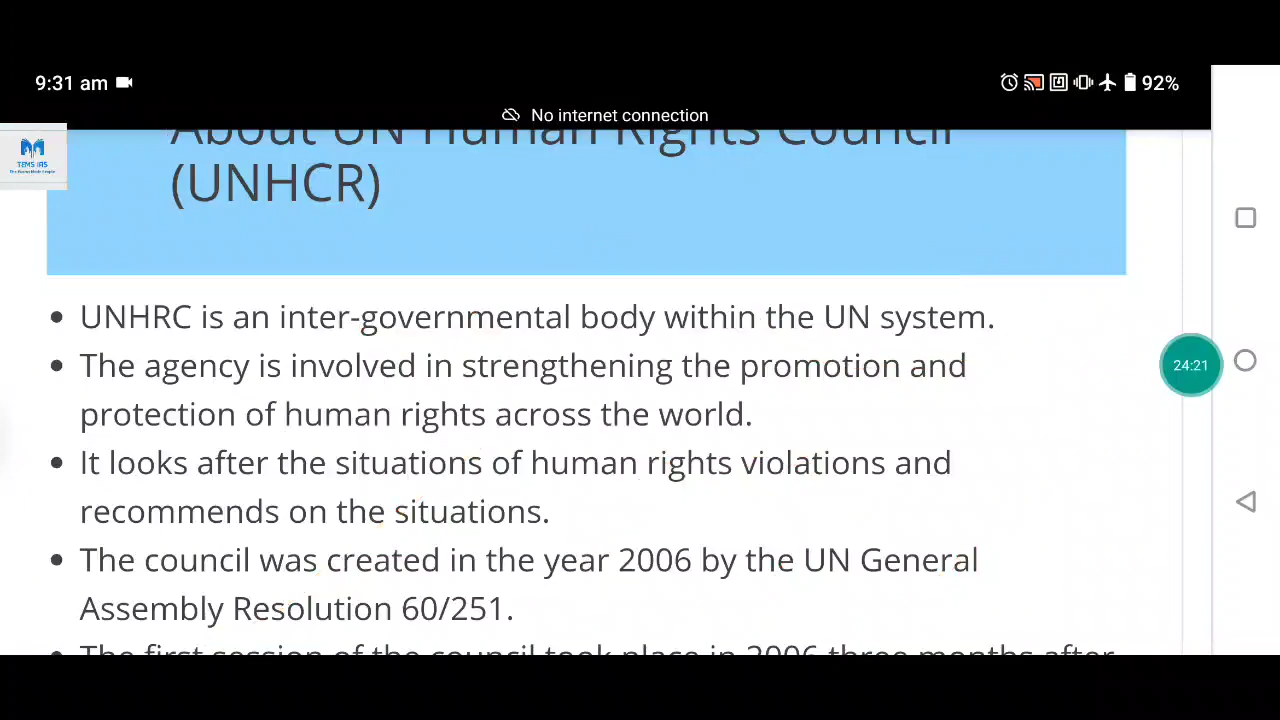 9:31 am
92%
No internet connection
About UN Human Rights Council
(UNHCR)
TEMS IAS
• UNHRC is an inter-governmental body within the UN system.
• The agency is involved in strengthening the promotion and
protection of human rights across the world.
24:21
• It looks after the situations of human rights violations and
recommends on the situations.
• The council was created in the year 2006 by the UN General
Assembly Resolution 60/251.
• The first session of the council took place in 2006 three months after